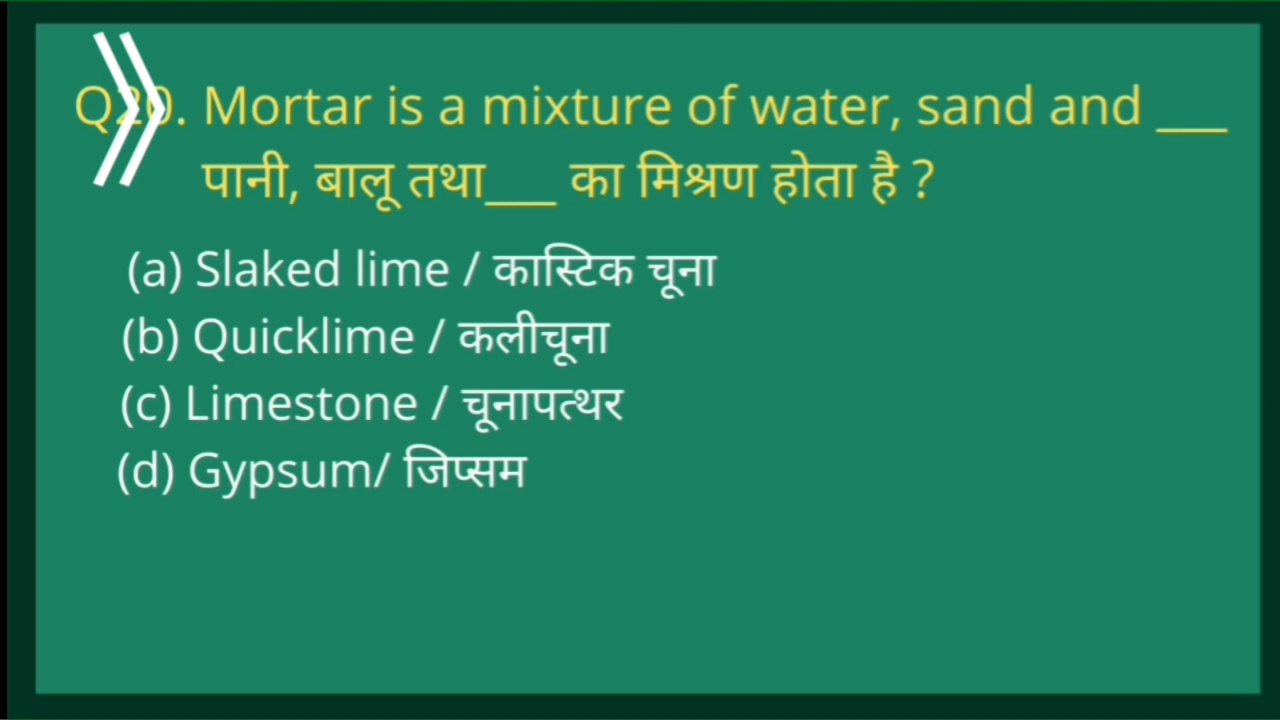 Q20. Mortar is a mixture of water, sand and ___
पानी, बालू तथा___ का मिश्रण होता है ?
(a) Slaked lime / कास्टिक चूना
(b) Quicklime / कलीचूना
(c) Limestone / चूनापत्थर
(d) Gypsum/ जिप्सम